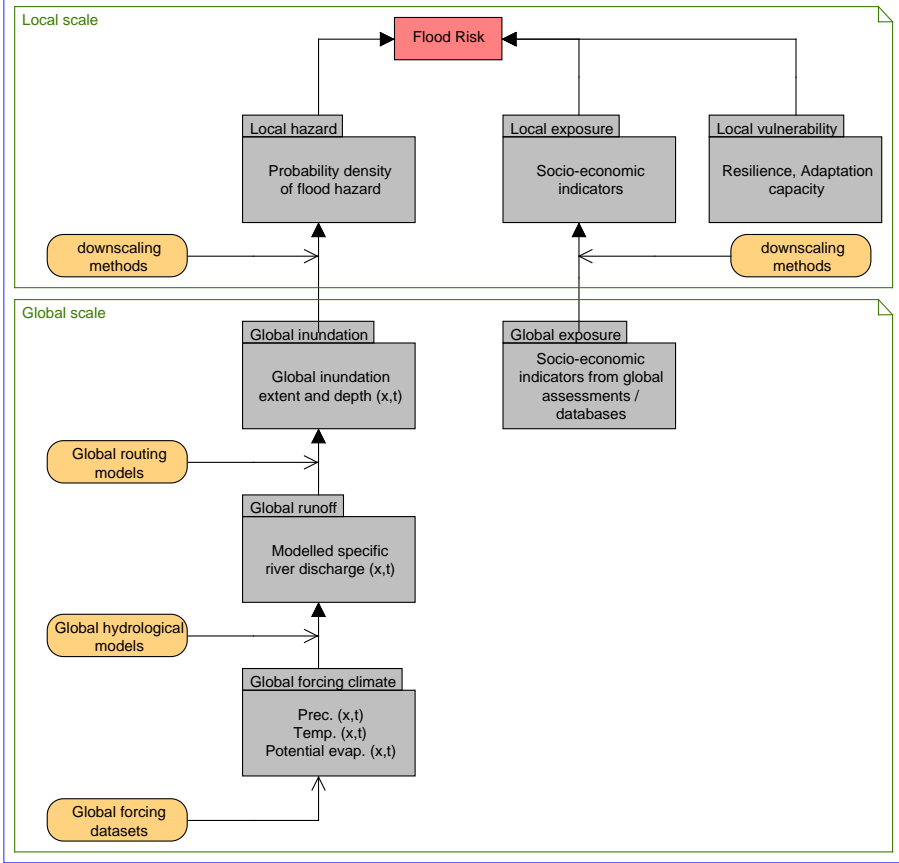 Local scale
Flood Risk
Local hazard
Probability density
of flood hazard
Local exposure
Socio-economic
indicators
Local vulnerability
Resilience, Adaptation
capacity
downscaling
methods
downscaling
methods
Global scale
Global inundation
Global inundation
extent and depth (x,t)
Global exposure
Socio-economic
indicators from global
assessments /
databases
Global routing
models
Global runoff
Modelled specific
river discharge (x,t)
Global hydrological
models
Global forcing climate
Prec. (x,t)
Temp. (x,t)
Potential evap. (x,t)
Global forcing
datasets